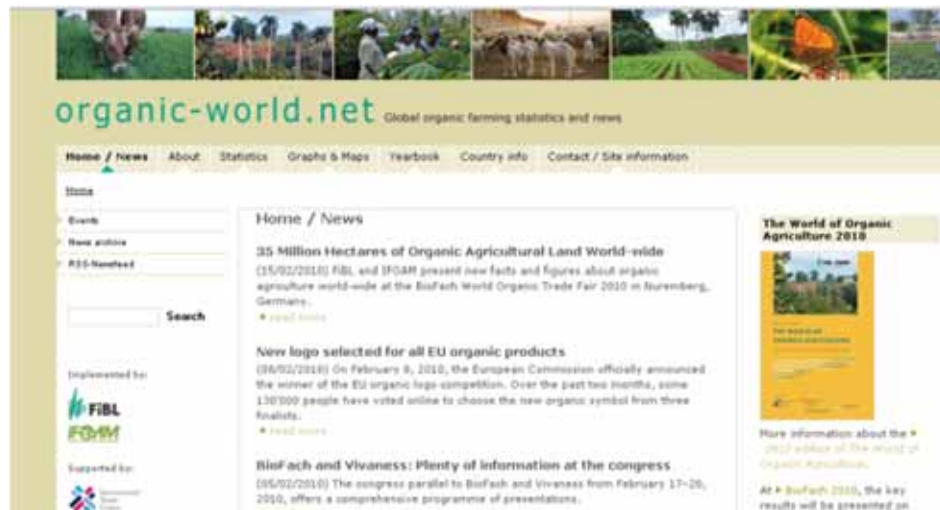 organic-world.net Global organic farming statistics and news
Home / News About Statistics Graphs & Maps Yearbook Country info Contact / Site information
Home
Events
News archive
RSS-Newsfeed
Search
Implemented by:
FiBL
IFOAM
Supported by:
Home / News
35 Million Hectares of Organic Agricultural Land World-wide
(15/02/2010) FiBL and IFOAM present new facts and figures about organic
agriculture world-wide at the BioFach World Organic Trade Fair 2010 in Nuremberg,
Germany.
read more
New logo selected for all EU organic products
(08/02/2010) On February 8, 2010, the European Commission officially announced
the winner of the EU organic logo competition. Over the past two months, some
130'000 people have voted online to choose the new organic symbol from three
finalists.
read more
BioFach and Vivaness: Plenty of information at the congress
(05/02/2010) The congress parallel to BioFach and Vivaness from February 17-20,
2010, offers a comprehensive programme of presentations.
The World of Organic
Agriculture 2010
More information about the
2010 edition of The World of
Organic Agriculture.
At BioFach 2010, the key
results will be presented on